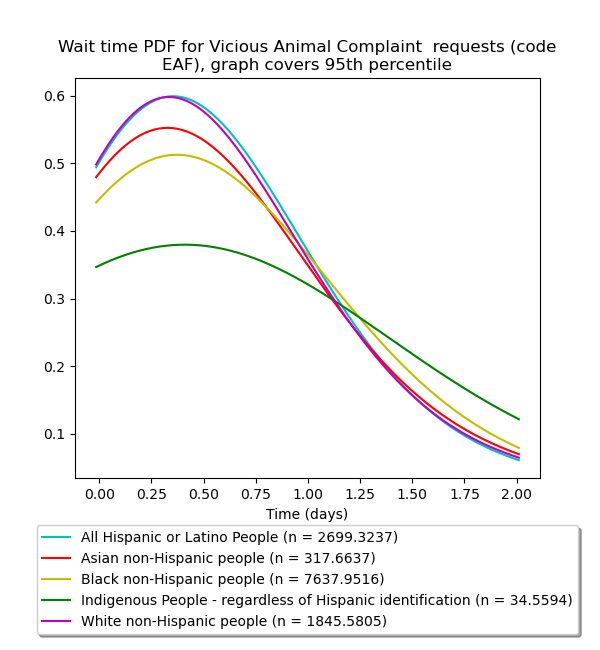 Wait time PDF for Vicious Animal Complaint  requests (code
EAF), graph covers 95th percentile
0.6
0.5
0.4
0.3
0.2
0.1
0.00 0.25 0.50 0.75 1.00 1.25 1.50 1.75 2.00
Time (days)
All Hispanic or Latino People (n = 2699.3237)
Asian non-Hispanic people (n = 317.6637)
Black non-Hispanic people (n = 7637.9516)
Indigenous People - regardless of Hispanic identification (n = 34.5594)
White non-Hispanic people (n = 1845.5805)